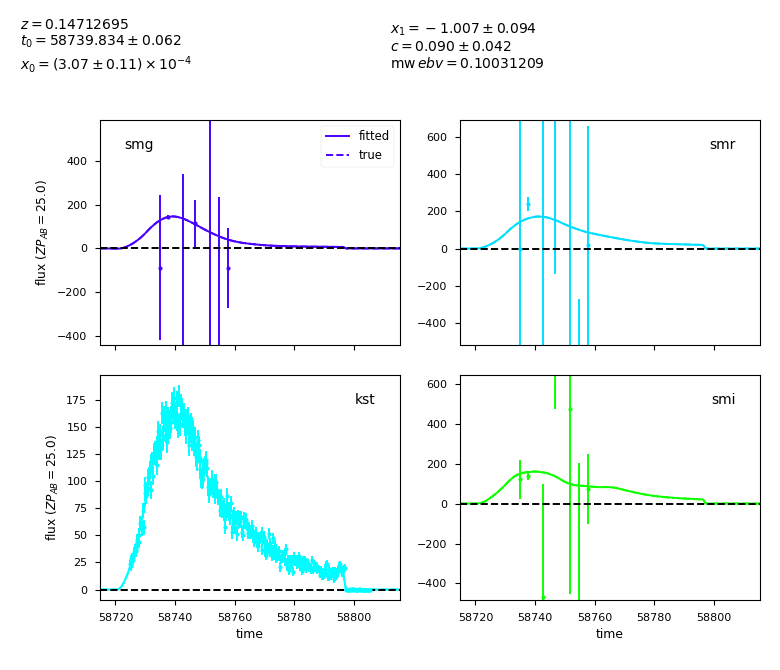 z = 0.14712695
t₀ = 58739.834 ± 0.062
x₀ = (3.07 ± 0.11) × 10⁻⁴
x₁ = −1.007 ± 0.094
c = 0.090 ± 0.042
mw ebv = 0.10031209
smg
fitted
true
400
200
0
−200
−400
flux (ZP_AB = 25.0)
smr
600
400
200
0
−200
−400
kst
175
150
125
100
75
50
25
0
flux (ZP_AB = 25.0)
58720 58740 58760 58780 58800
time
smi
600
400
200
0
−200
−400
58720 58740 58760 58780 58800
time